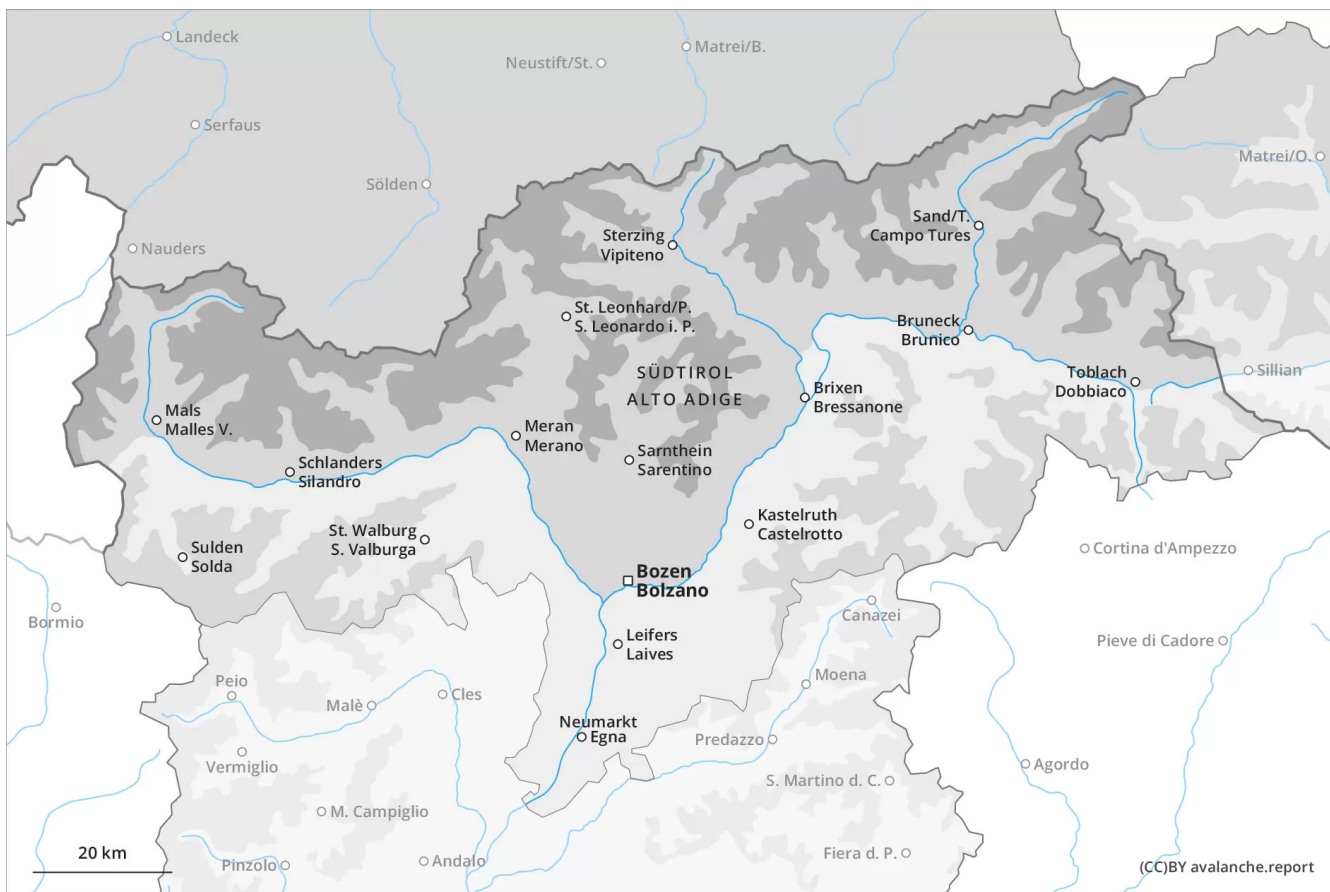 Landeck
Matrei/B.
Neustift/St.
Serfaus
Matrei/O.
Sölden
Sand/T.
Campo Tures
Sterzing
Vipiteno
Nauders
St. Leonhard/P.
S. Leonardo i. P.
Bruneck
Brunico
SÜDTIROL
ALTO ADIGE
Toblach
Dobbiaco
Sillian
Brixen
Bressanone
Mals
Malles V.
Meran
Merano
Sarnthein
Sarentino
Schlanders
Silandro
Kastelruth
Castelrotto
St. Walburg
S. Valburga
Sulden
Solda
Cortina d'Ampezzo
Bozen
Bolzano
Bormio
Canazei
Leifers
Laives
Pieve di Cadore
Peio
Moena
Malè
Cles
Neumarkt
Egna
Predazzo
Vermiglio
Agordo
S. Martino d. C.
M. Campiglio
20 km
Pinzolo
Andalo
Fiera d. P.
(CC)BY avalanche.report